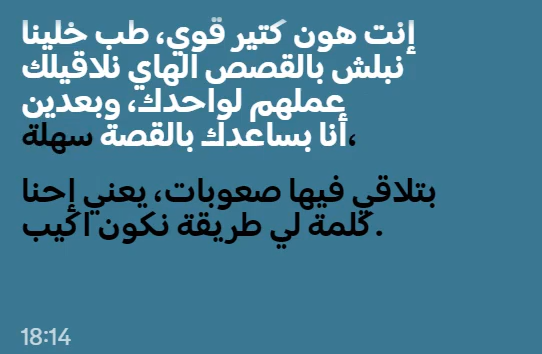 إنت هون كتير قوي، طب خلينا
نبلش بالقصص الهاي نلاقيلك
عملهم لواحدك، وبعدين
أنا بساعدك بالقصة سهلة،
بتلاقي فيها صعوبات، يعني إحنا
كلمة لي طريقة نكون اكيب.
18:14